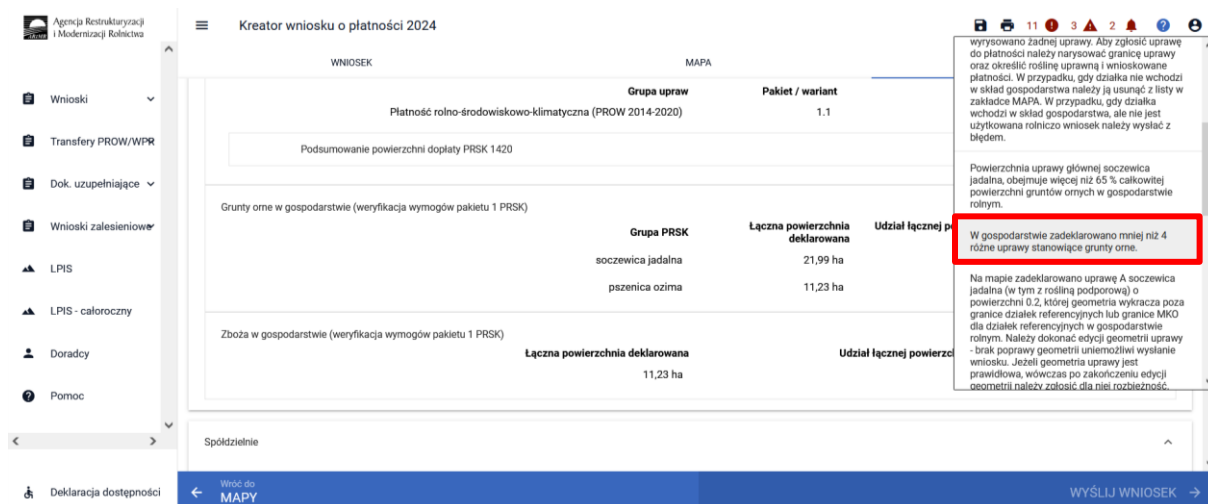 Agencja Restrukturyzacji
i Modernizacji Rolnictwa
Kreator wniosku o płatności 2024
11 3 2
WNIOSEK
MAPA
Wnioski
Transfery PROW/WPR
Dok. uzupełniające
Wnioski zalesieniowe
LPIS
LPIS - całoroczny
Doradcy
Pomoc
Deklaracja dostępności
Grupa upraw
Pakiet / wariant
Płatność rolno-środowiskowo-klimatyczna (PROW 2014-2020)
1.1
Podsumowanie powierzchni dopłaty PRSK 1420
Grunty orne w gospodarstwie (weryfikacja wymogów pakietu 1 PRSK)
Grupa PRSK
Łączna powierzchnia
deklarowana
Udział łącznej po
soczewica jadalna
21,99 ha
pszenica ozima
11,23 ha
Zboża w gospodarstwie (weryfikacja wymogów pakietu 1 PRSK)
Łączna powierzchnia deklarowana
Udział łącznej powierzc
11,23 ha
Spółdzielnie
Wróć do
MAPY
WYŚLIJ WNIOSEK
wyrysowano żadnej uprawy. Aby zgłosić uprawę
do płatności należy narysować granicę uprawy
oraz określić roślinę uprawną i wnioskowane
płatności. W przypadku, gdy działka nie wchodzi
w skład gospodarstwa należy ją usunąć z listy w
zakładce MAPA. W przypadku, gdy działka
wchodzi w skład gospodarstwa, ale nie jest
użytkowana rolniczo wniosek należy wysłać z
błędem.
Powierzchnia uprawy głównej soczewica
jadalna, obejmuje więcej niż 65 % całkowitej
powierzchni gruntów ornych w gospodarstwie
rolnym.
W gospodarstwie zadeklarowano mniej niż 4
różne uprawy stanowiące grunty orne.
Na mapie zadeklarowano uprawę A soczewica
jadalna (w tym z rośliną podporową) o
powierzchni 0.2, której geometria wykracza poza
granice działek referencyjnych lub granice MKO
dla działek referencyjnych w gospodarstwie
rolnym. Należy dokonać edycji geometrii uprawy
- brak poprawy geometrii uniemożliwi wysłanie
wniosku. Jeżeli geometria uprawy jest
prawidłowa, wówczas po zakończeniu edycji
geometrii należy zgłosić dla niej rozbieżność.